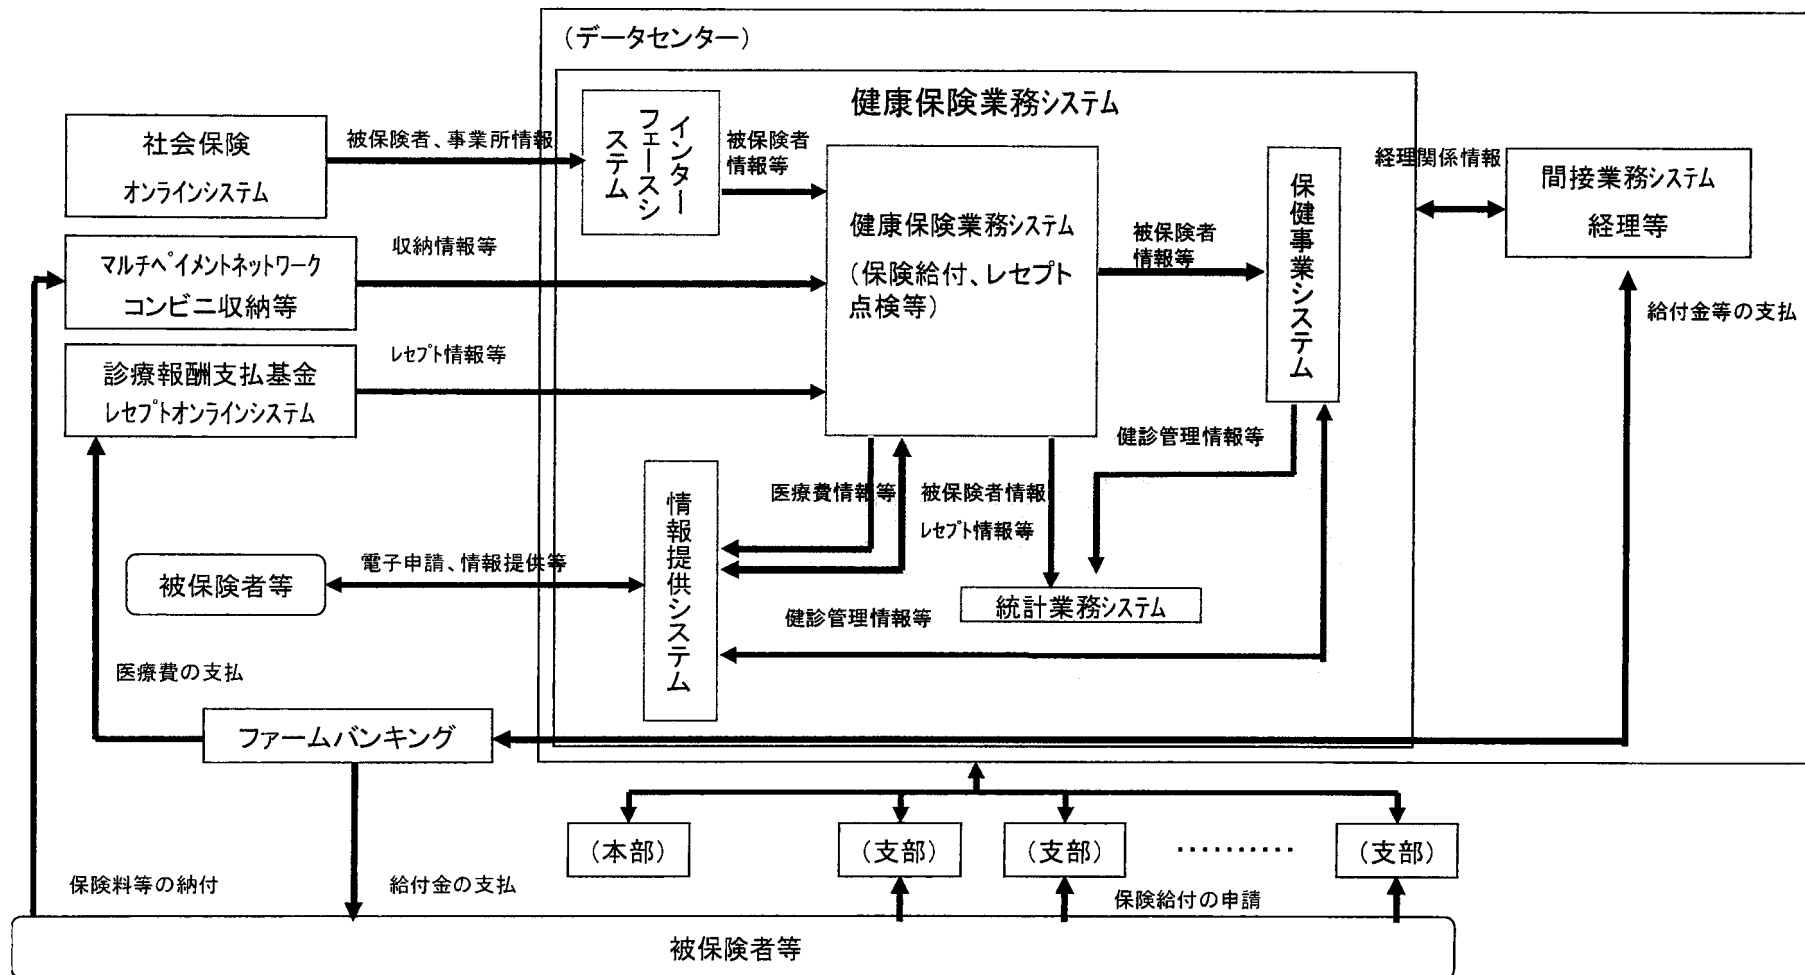 (データセンター)
健康保険業務システム
インター
フェースシ
ステム
社会保険
オンラインシステム
被保険者、事業所情報
被保険者
情報等
健康保険業務システム
(保険給付、レセプト
点検等)
被保険者
情報等
保健事業システム
経理関係情報
間接業務システム
経理等
収納情報等
マルチペイメントネットワーク
コンビニ収納等
レセプト情報等
診療報酬支払基金
レセプトオンラインシステム
給付金等の支払
健診管理情報等
医療費情報等
被保険者情報
レセプト情報等
情報提供システム
電子申請、情報提供等
被保険者等
統計業務システム
健診管理情報等
医療費の支払
ファームバンキング
(本部)
(支部)
(支部)
…………
(支部)
保険料等の納付
給付金の支払
保険給付の申請
被保険者等